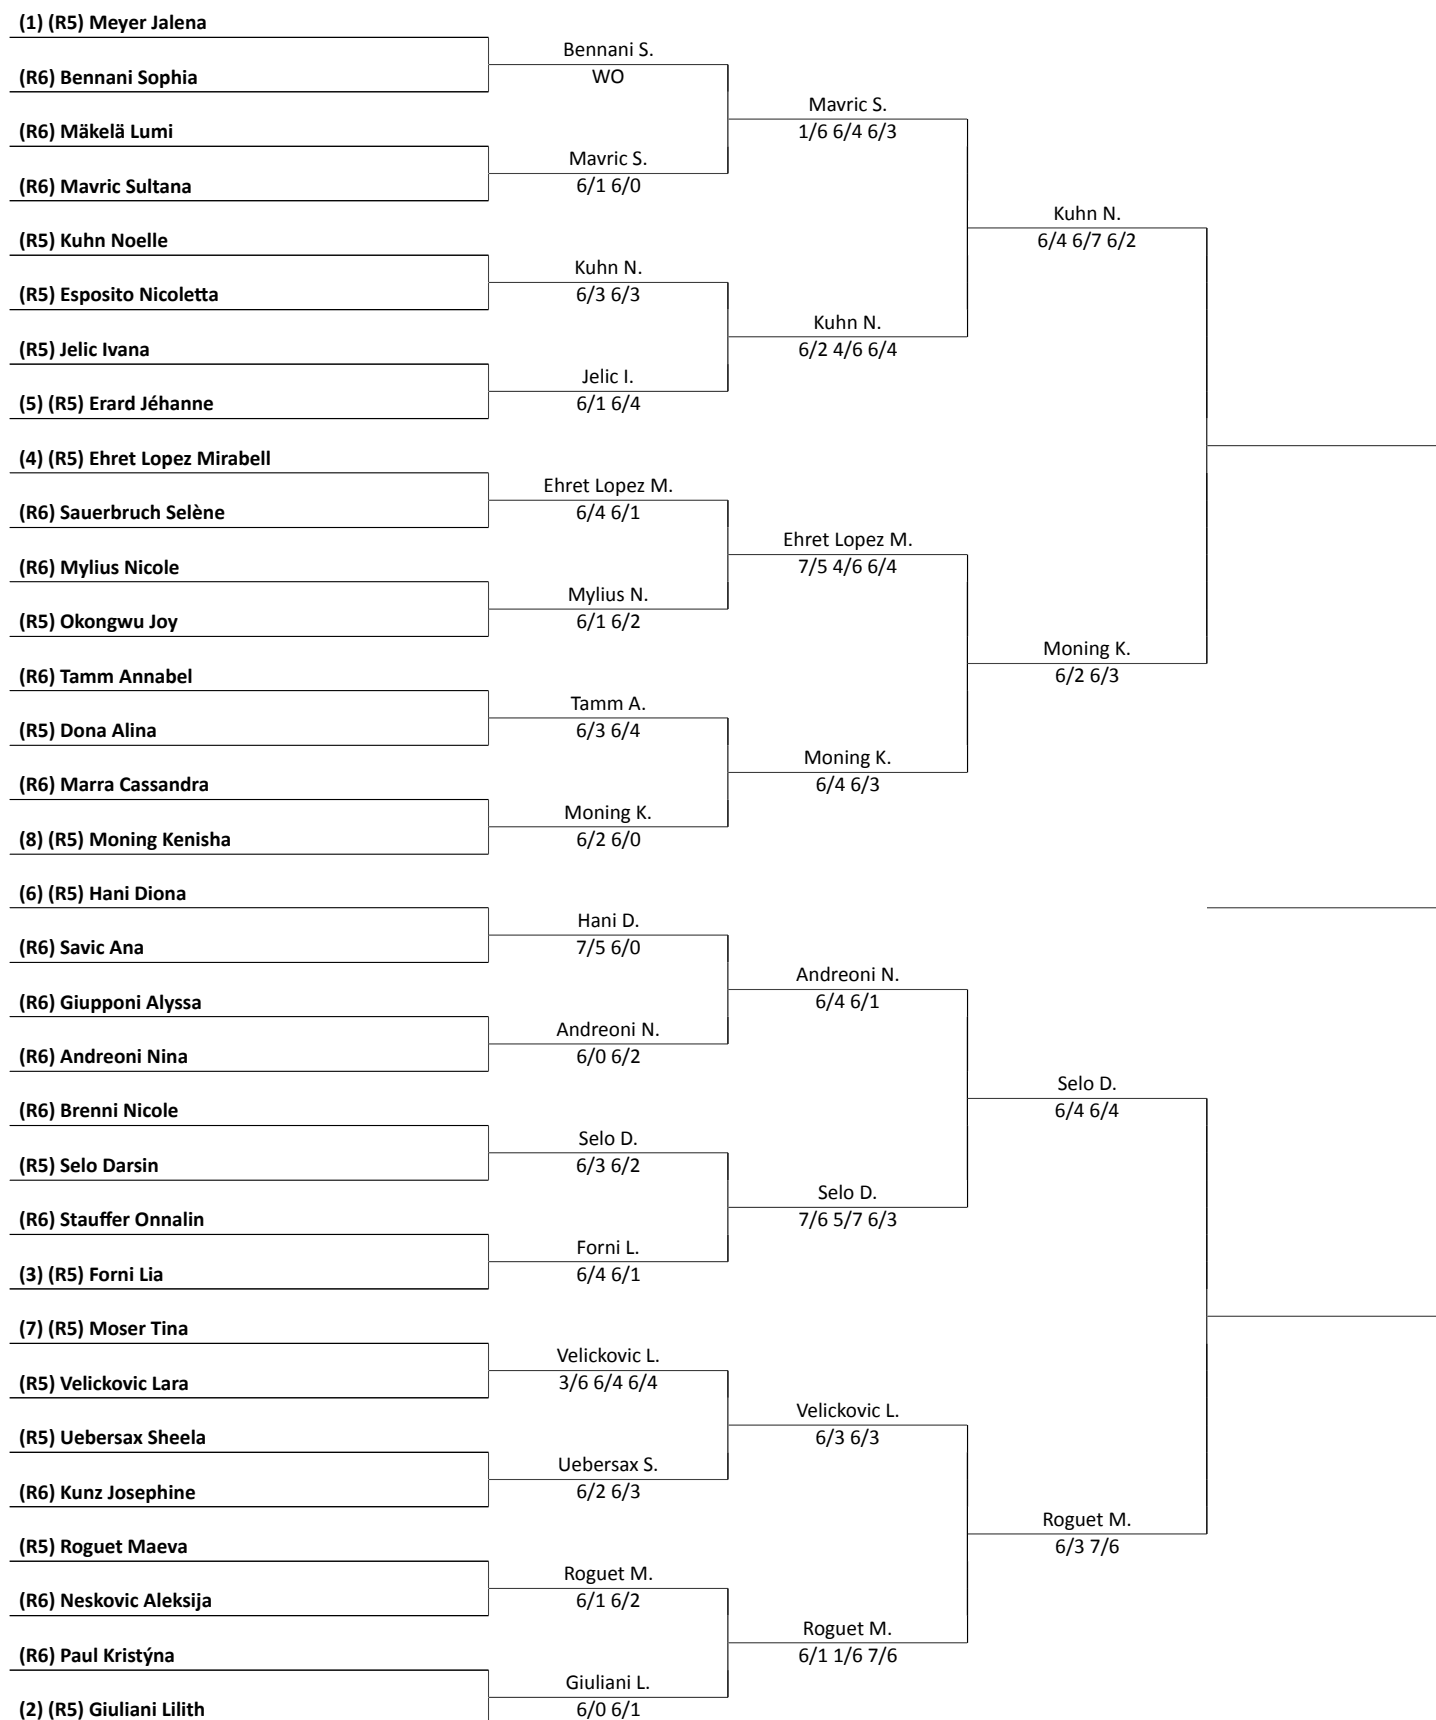 (1) (R5) Meyer Jalena
Bennani S.
(R6) Bennani Sophia
WO
Mavric S.
(R6) Mäkelä Lumi
1/6 6/4 6/3
Mavric S.
(R6) Mavric Sultana
6/1 6/0
Kuhn N.
(R5) Kuhn Noelle
6/4 6/7 6/2
Kuhn N.
(R5) Esposito Nicoletta
6/3 6/3
Kuhn N.
(R5) Jelic Ivana
6/2 4/6 6/4
Jelic I.
(5) (R5) Erard Jéhanne
6/1 6/4
(4) (R5) Ehret Lopez Mirabell
Ehret Lopez M.
(R6) Sauerbruch Selène
6/4 6/1
Ehret Lopez M.
(R6) Mylius Nicole
7/5 4/6 6/4
Mylius N.
(R5) Okongwu Joy
6/1 6/2
Moning K.
(R6) Tamm Annabel
6/2 6/3
Tamm A.
(R5) Dona Alina
6/3 6/4
Moning K.
(R6) Marra Cassandra
6/4 6/3
Moning K.
(8) (R5) Moning Kenisha
6/2 6/0
(6) (R5) Hani Diona
Hani D.
(R6) Savic Ana
7/5 6/0
Andreoni N.
(R6) Giupponi Alyssa
6/4 6/1
Andreoni N.
(R6) Andreoni Nina
6/0 6/2
Selo D.
(R6) Brenni Nicole
6/4 6/4
Selo D.
(R5) Selo Darsin
6/3 6/2
Selo D.
(R6) Stauffer Onnalin
7/6 5/7 6/3
Forni L.
(3) (R5) Forni Lia
6/4 6/1
(7) (R5) Moser Tina
Velickovic L.
(R5) Velickovic Lara
3/6 6/4 6/4
Velickovic L.
(R5) Uebersax Sheela
6/3 6/3
Uebersax S.
(R6) Kunz Josephine
6/2 6/3
Roguet M.
(R5) Roguet Maeva
6/3 7/6
Roguet M.
(R6) Neskovic Aleksija
6/1 6/2
Roguet M.
(R6) Paul Kristýna
6/1 1/6 7/6
Giuliani L.
(2) (R5) Giuliani Lilith
6/0 6/1